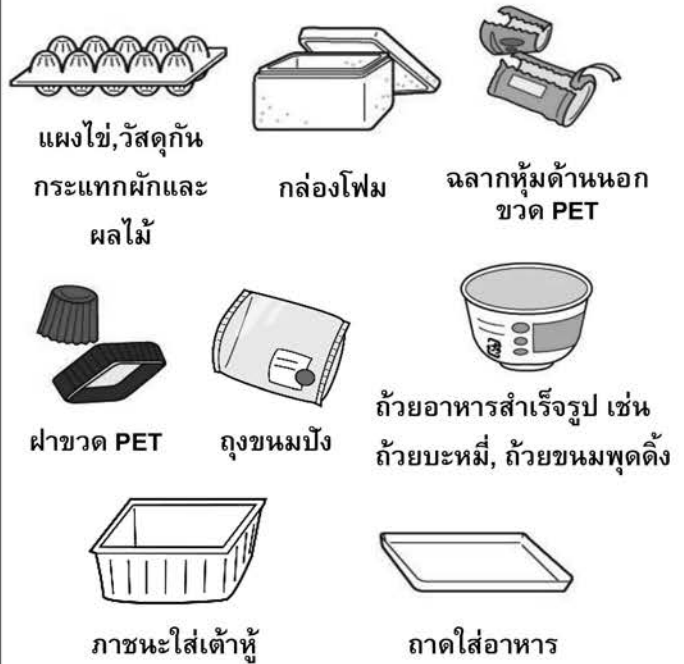 แผงไข่,วัสดุกัน
กระแทกผักและ
ผลไม้
กล่องโฟม
ฉลากหุ้มด้านนอก
ขวด PET
ฝาขวด PET
ถุงขนมปัง
ถ้วยอาหารสำเร็จรูป เช่น
ถ้วยบะหมี่, ถ้วยขนมพุดดิ้ง
ภาชนะใส่เต้าหู้
ถาดใส่อาหาร